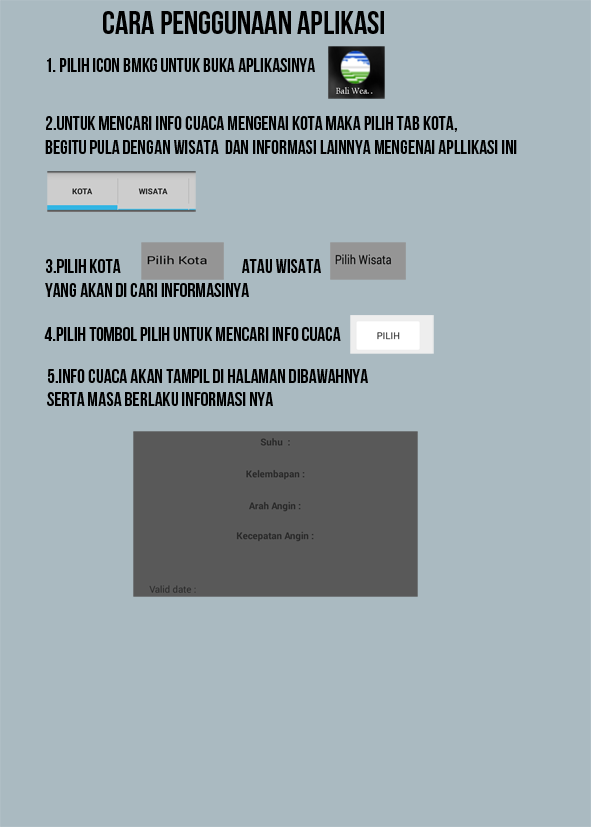 CARA PENGGUNAAN APLIKASI
1. PILIH ICON BMKG UNTUK BUKA APLIKASINYA
Bali Wea..
2.UNTUK MENCARI INFO CUACA MENGENAI KOTA MAKA PILIH TAB KOTA,
BEGITU PULA DENGAN WISATA DAN INFORMASI LAINNYA MENGENAI APLLIKASI INI
KOTA WISATA
3.PILIH KOTA Pilih Kota ATAU WISATA Pilih Wisata
YANG AKAN DI CARI INFORMASINYA
4.PILIH TOMBOL PILIH UNTUK MENCARI INFO CUACA PILIH
5.INFO CUACA AKAN TAMPIL DI HALAMAN DIBAWAHNYA
SERTA MASA BERLAKU INFORMASI NYA
Suhu :
Kelembapan :
Arah Angin :
Kecepatan Angin :
Valid date :